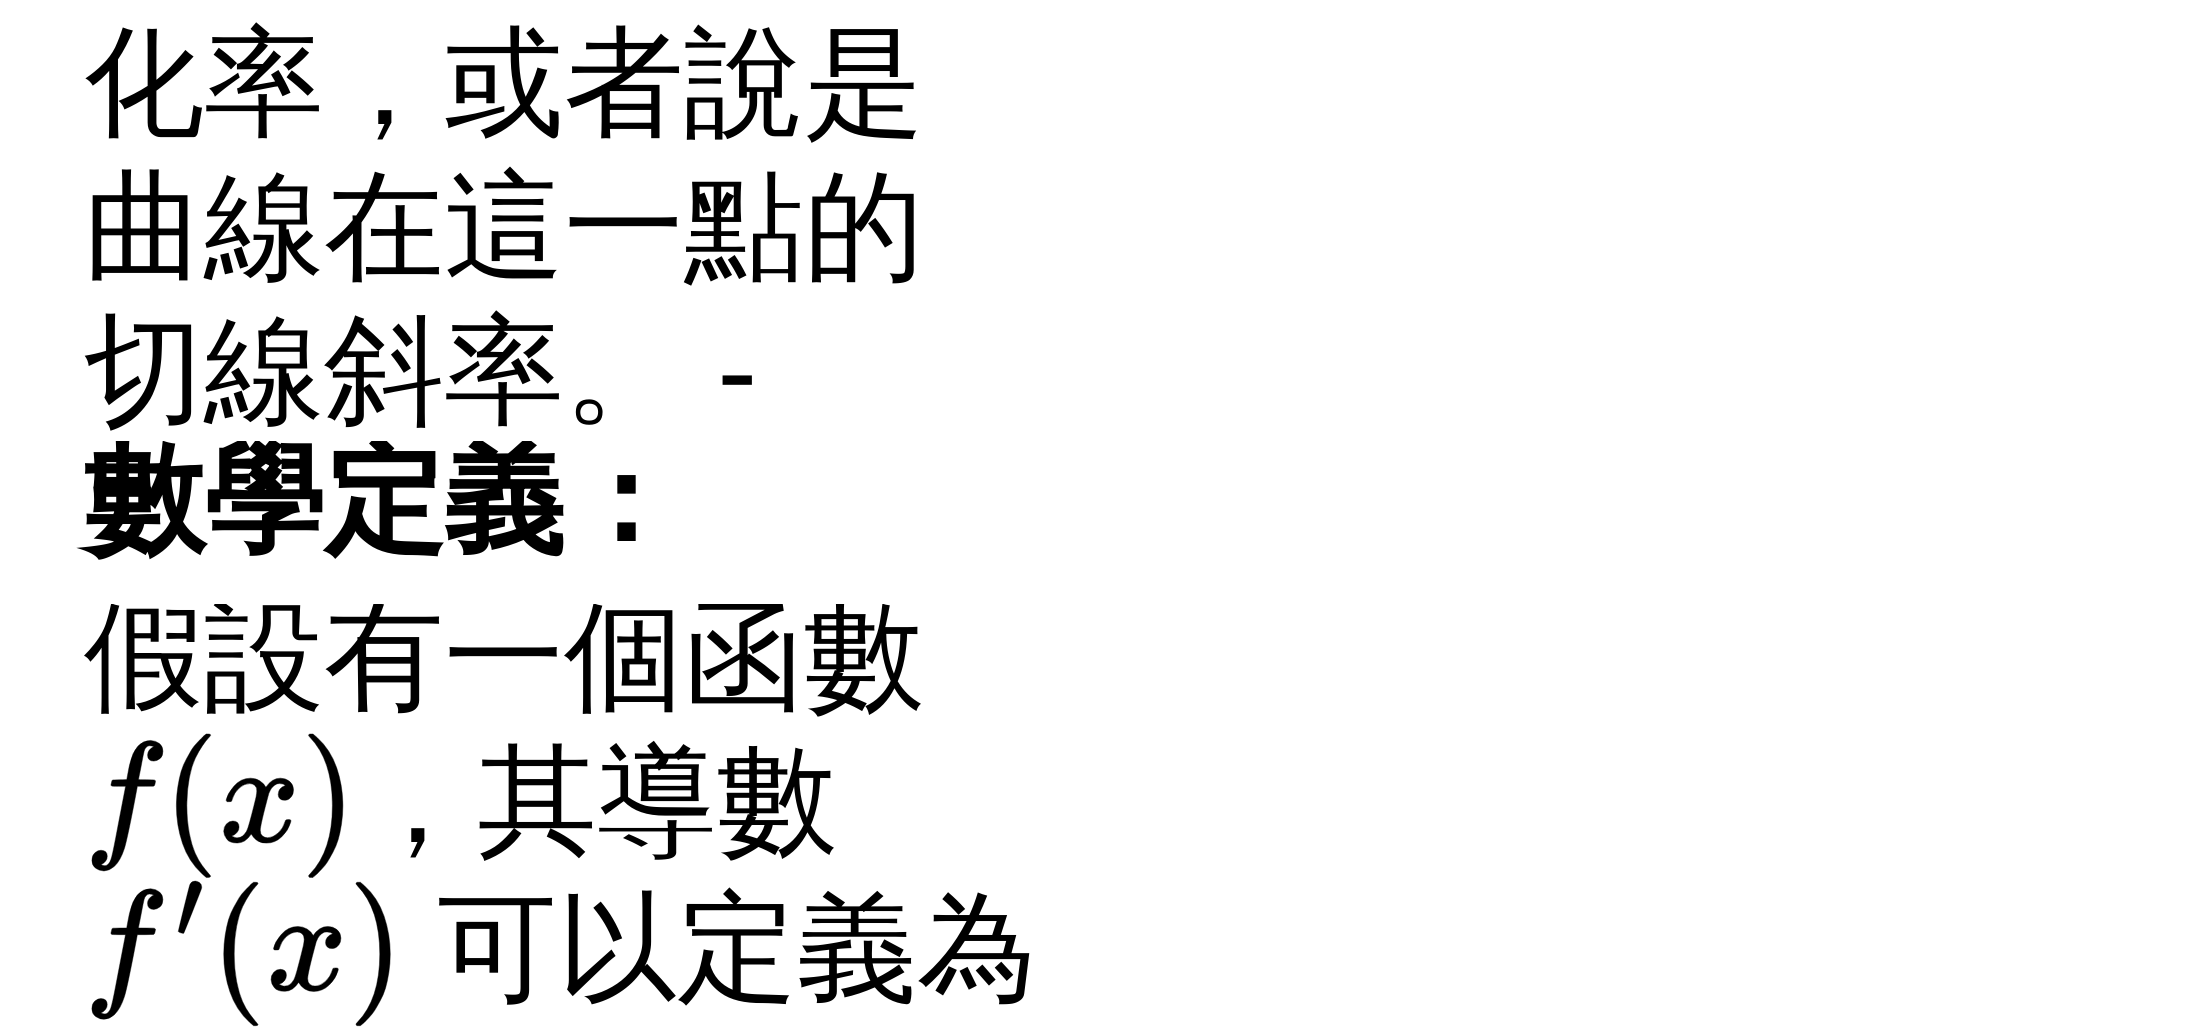 化率，或者說是
曲線在這一點的
切線斜率。 -
數學定義：
假設有一個函數
f(x)，其導數
f′(x)可以定義為